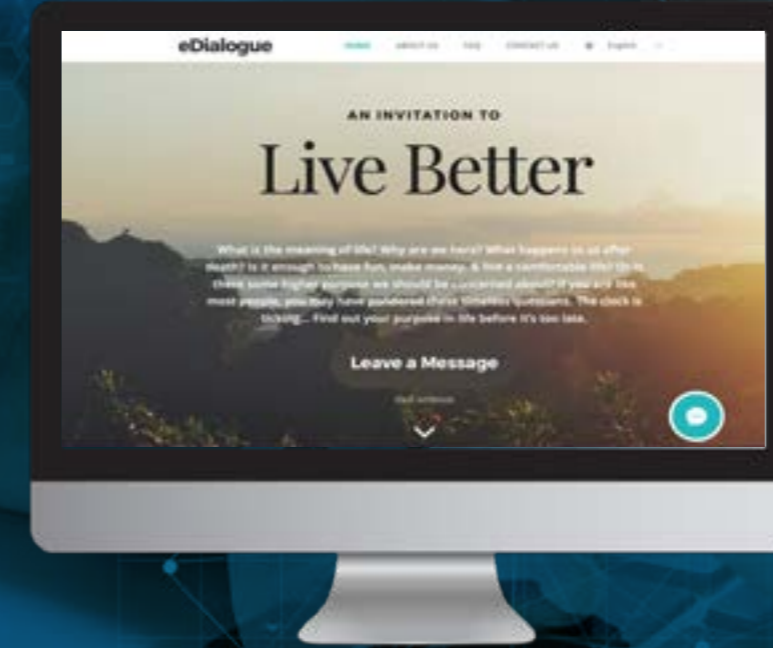 eDialogue
HOME ABOUT US FAQ CONTACT US English
AN INVITATION TO
Live Better
What is the meaning of life? Why are we here? What happens to us after
death? Is it enough to have fun, make money, & live a comfortable life? Or is
there some higher purpose we should be concerned about? If you are like
most people, you may have pondered these timeless questions. The clock is
ticking... Find out your purpose in life before it's too late.
Leave a Message